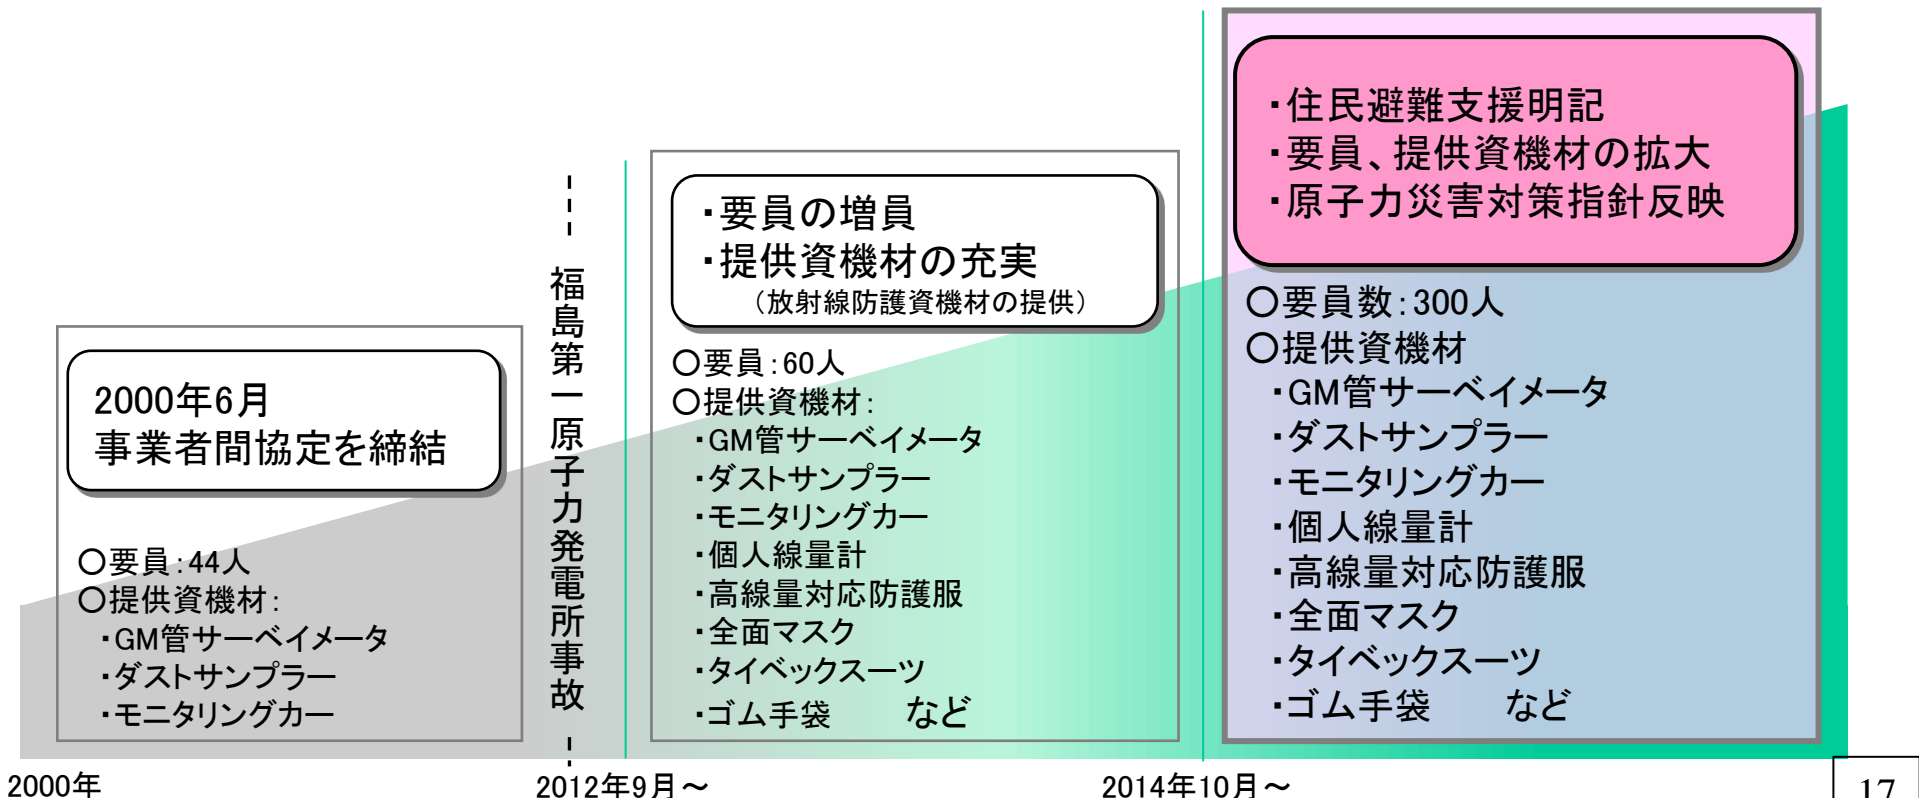 2000年6月
事業者間協定を締結
○要員:44人
○提供資機材:
・GM管サーベイメータ
・ダストサンプラー
・モニタリングカー
福島第一原子力発電所事故
・要員の増員
・提供資機材の充実
（放射線防護資機材の提供）
○要員:60人
○提供資機材:
・GM管サーベイメータ
・ダストサンプラー
・モニタリングカー
・個人線量計
・高線量対応防護服
・全面マスク
・タイベックスーツ
・ゴム手袋 など
・住民避難支援明記
・要員、提供資機材の拡大
・原子力災害対策指針反映
○要員数:300人
○提供資機材
・GM管サーベイメータ
・ダストサンプラー
・モニタリングカー
・個人線量計
・高線量対応防護服
・全面マスク
・タイベックスーツ
・ゴム手袋 など
2000年
2012年9月～
2014年10月～
17